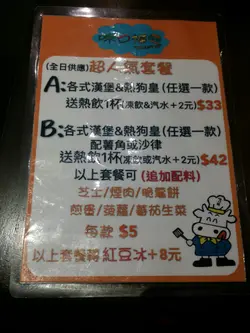 (全日供應)超人氣套餐
A:各式漢堡&熱狗皇(任選一款)
送熱飲1杯(凍飲&汽水+2元)$33
B:各式漢堡&熱狗皇(任選一款)
配薯角或沙律
送熱飲1杯(凍飲或汽水+2元)$42
以上套餐可(追加配料)
芝士/煙肉/脆薯餅
煎蛋/菠蘿/蕃茄生菜
每款 $5
以上套餐轉紅豆冰+8元